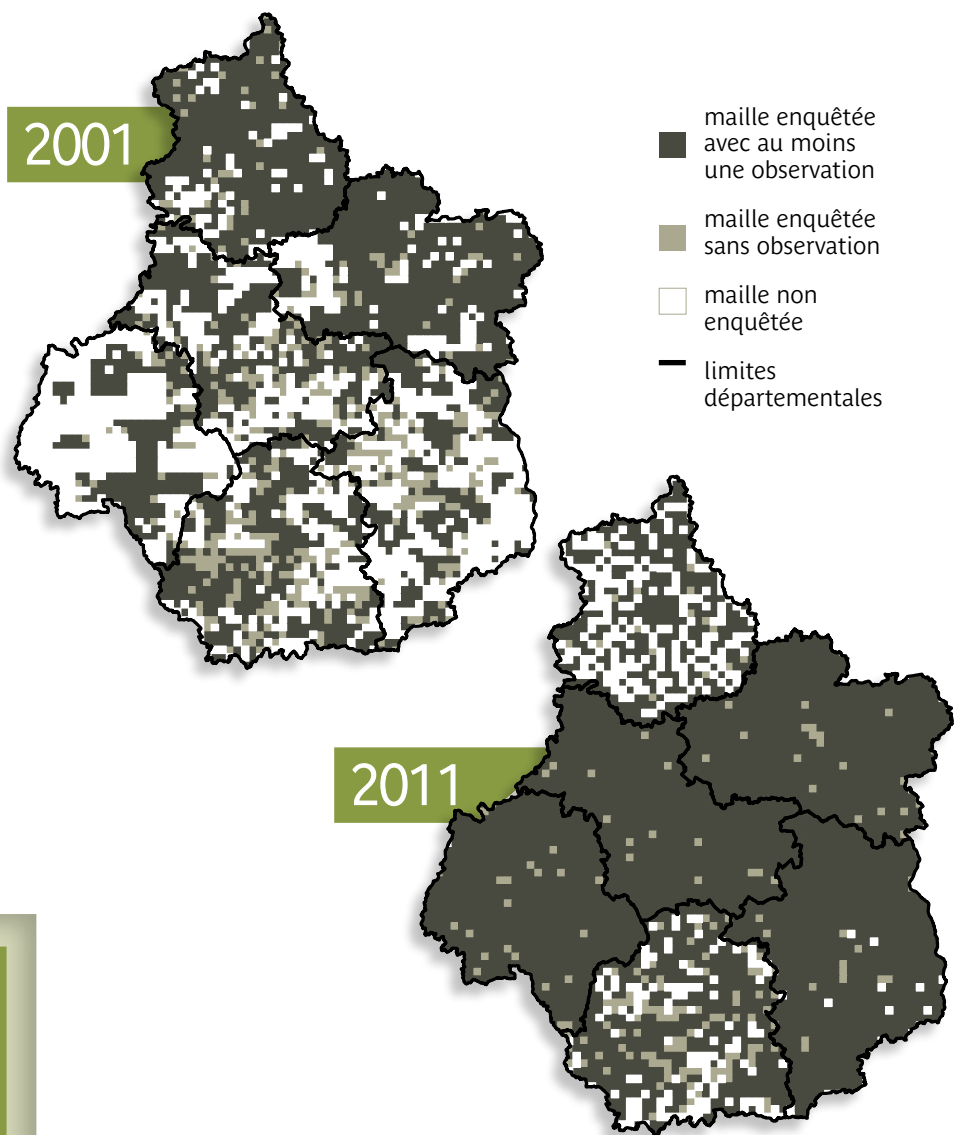 2001
maille enquêtée
avec au moins
une observation
maille enquêtée
sans observation
maille non
enquêtée
limites
départementales
2011